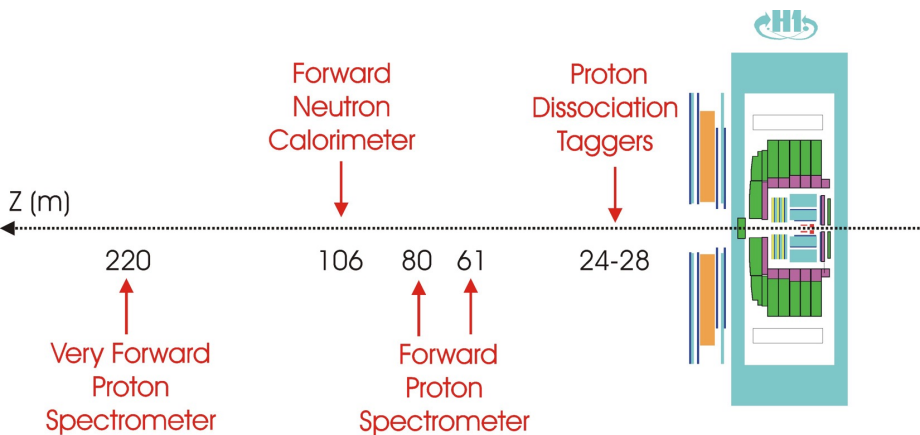 H1
Forward
Neutron
Calorimeter
Proton
Dissociation
Taggers
Z (m)
220
106
80
61
24-28
Very Forward
Proton
Spectrometer
Forward
Proton
Spectrometer